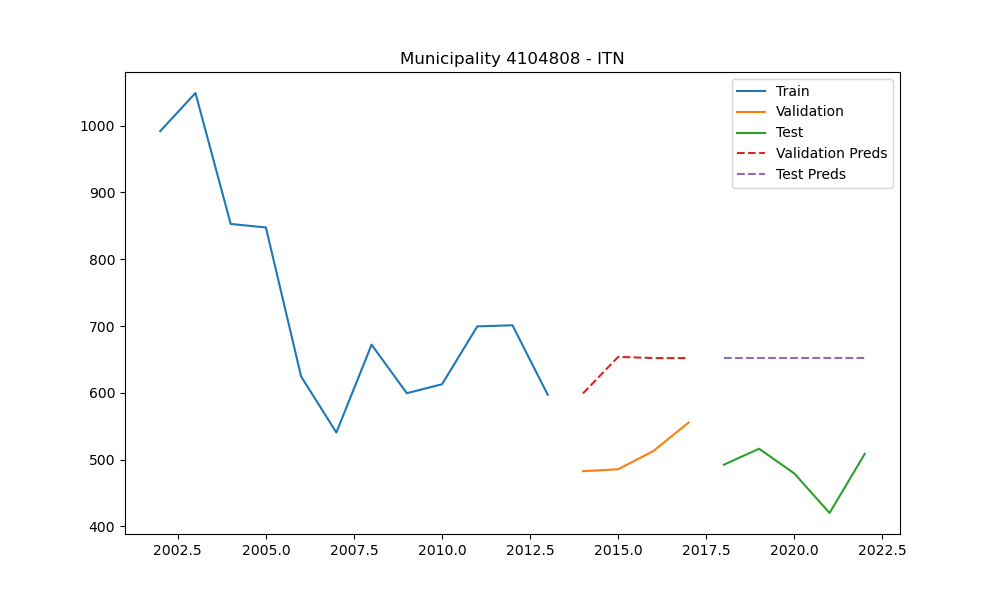 Municipality 4104808 - ITN
Train
Validation
Test
Validation Preds
Test Preds
1000
900
800
700
600
500
400
2002.5 2005.0 2007.5 2010.0 2012.5 2015.0 2017.5 2020.0 2022.5